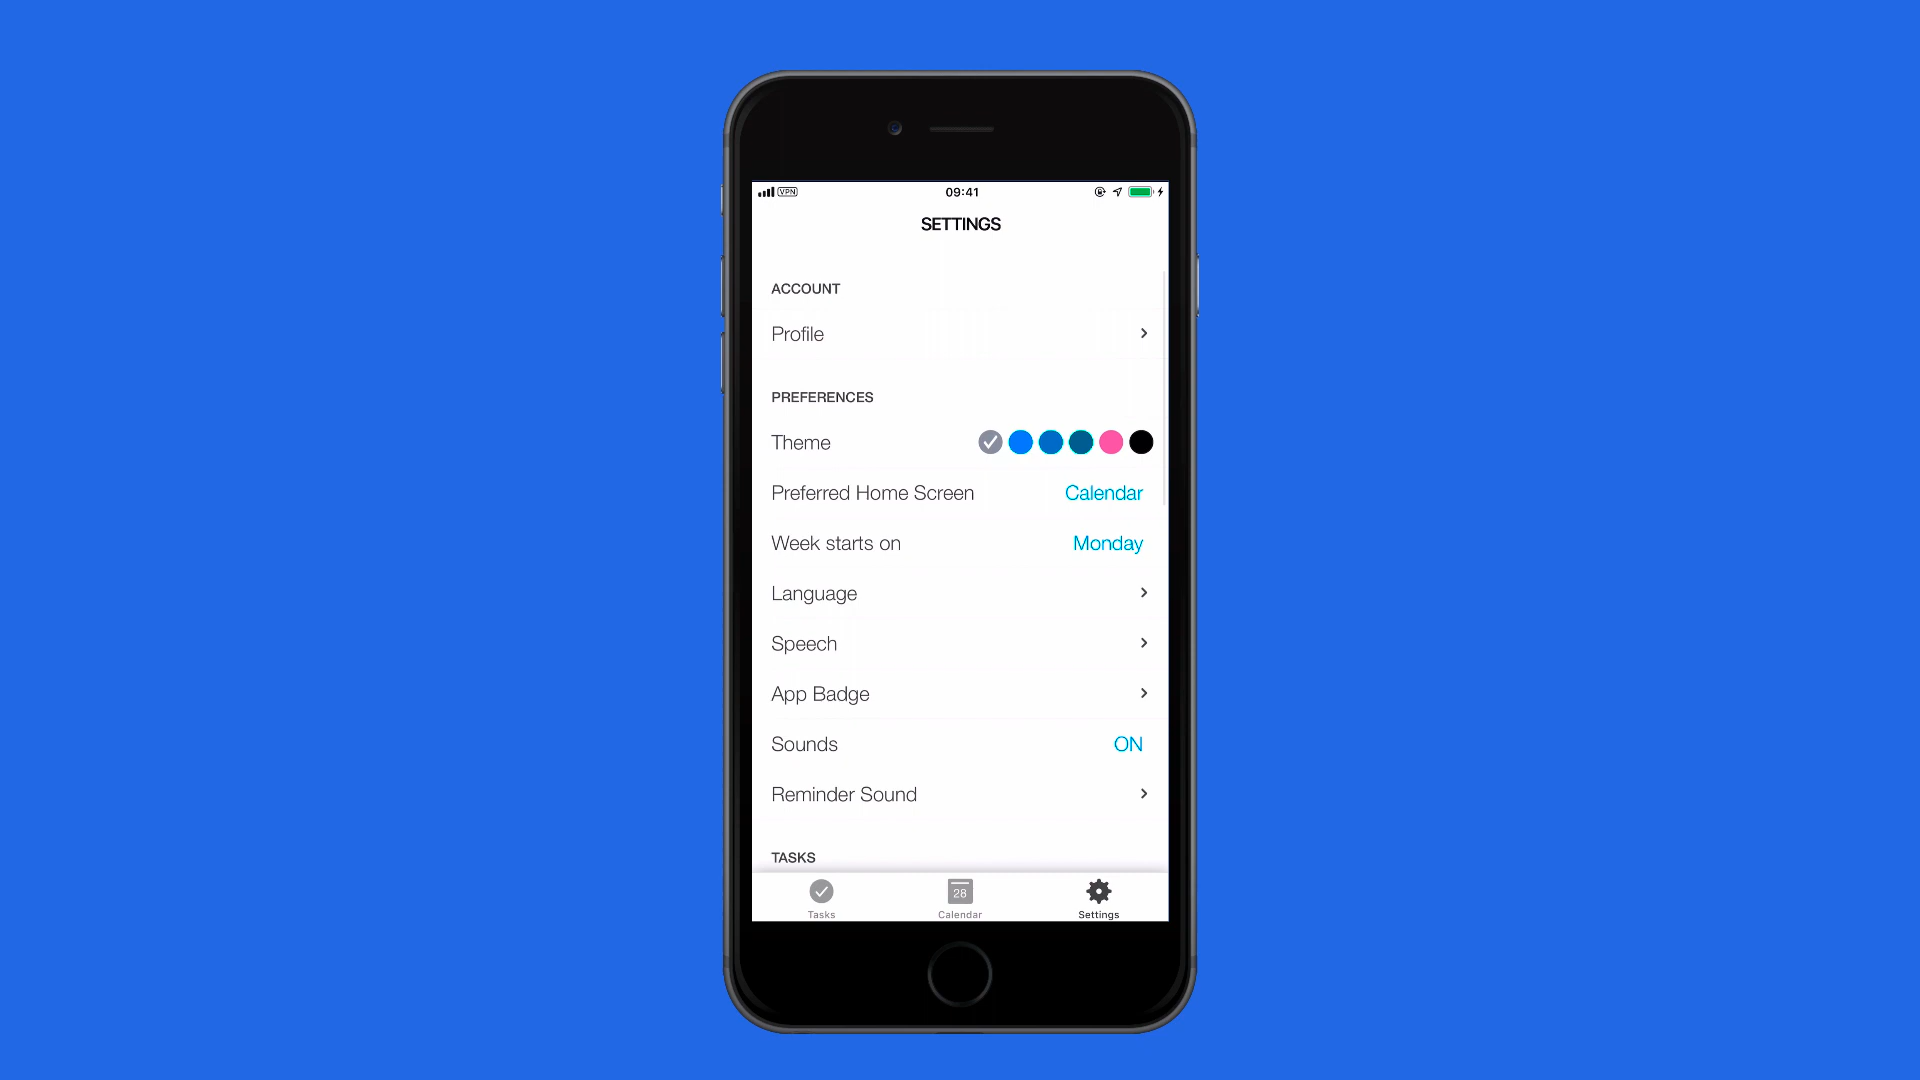 VPN 09:41
SETTINGS
ACCOUNT
Profile
PREFERENCES
Theme
Preferred Home Screen Calendar
Week starts on Monday
Language
Speech
App Badge
Sounds ON
Reminder Sound
TASKS
28
Tasks Calendar Settings